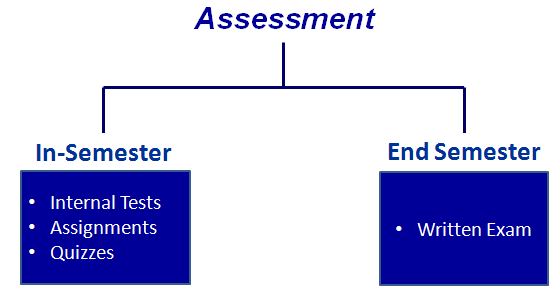 Assessment
In-Semester
• Internal Tests
• Assignments
• Quizzes
End Semester
• Written Exam